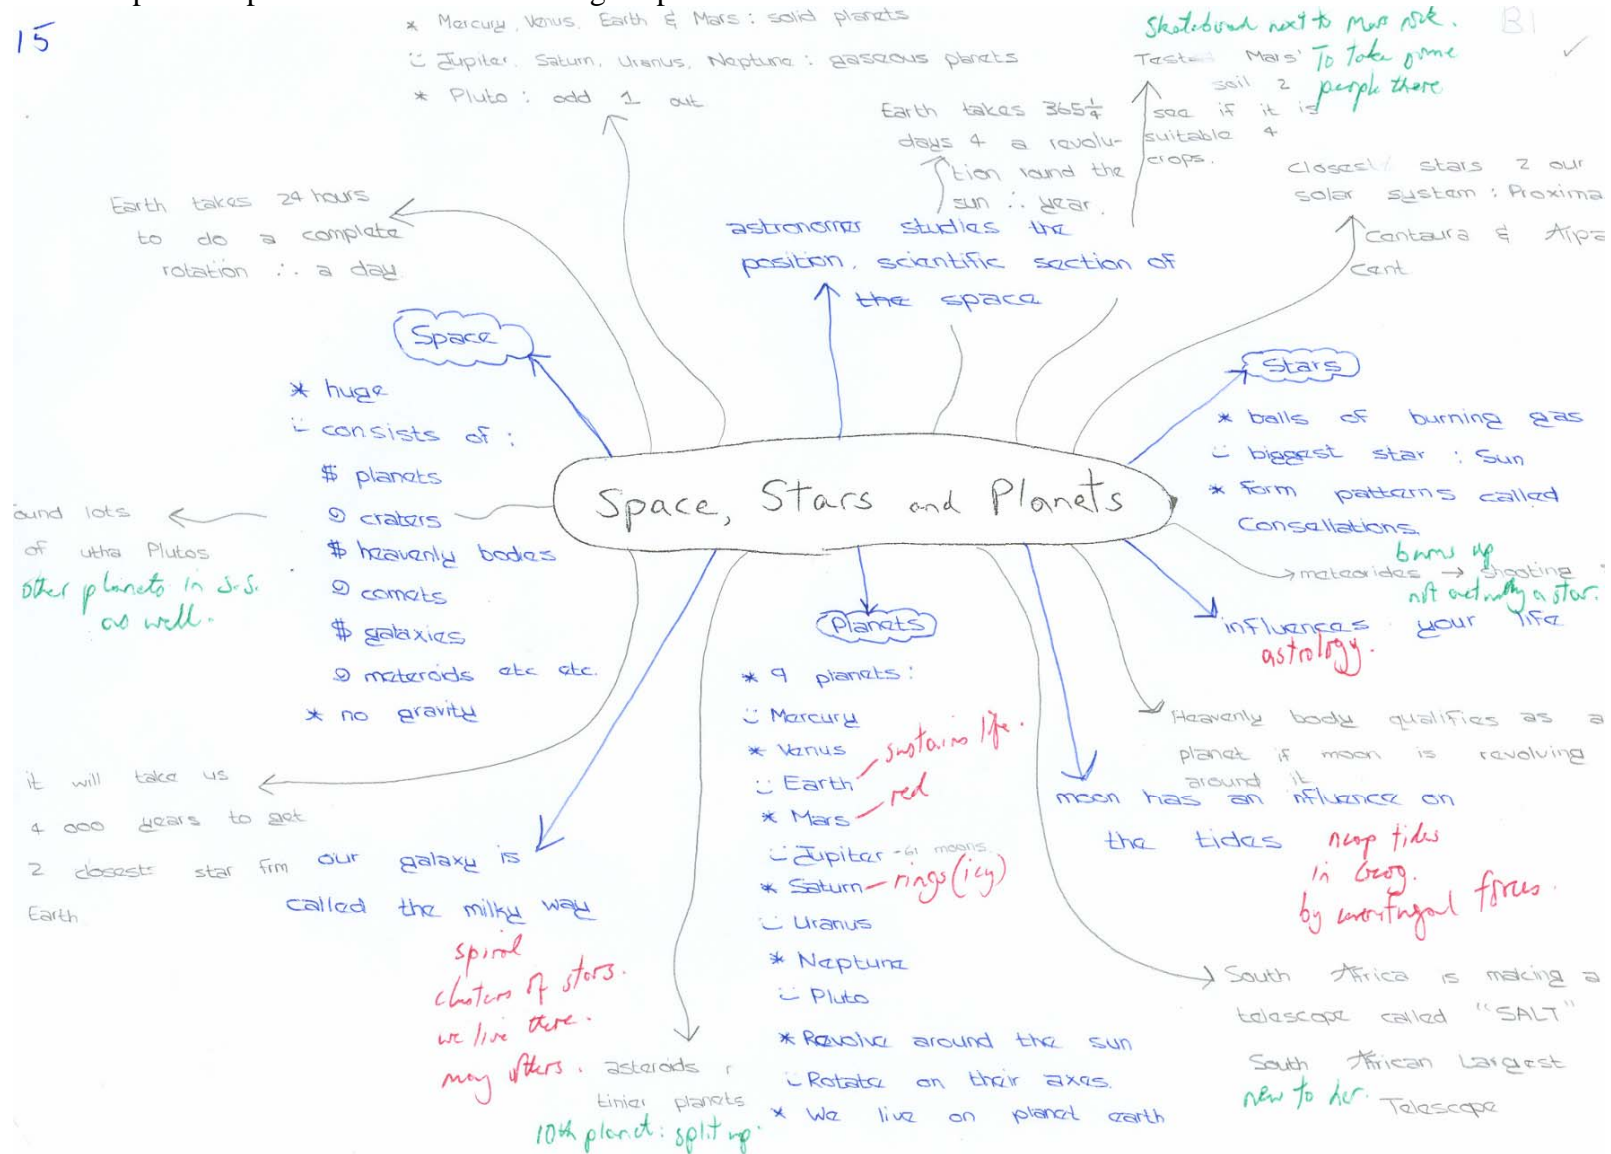 15
* Mercury, Venus, Earth & Mars : solid planets
Jupiter, Saturn, Uranus, Neptune : gaseous planets
* Pluto : odd 1 out
Skateboard next to Mars rock.
B1
Tests Mars'
To take some
soil 2
people there
see if it is
suitable 4
crops.
Earth takes 365¼
days 4 a revolu-
tion round the
sun ∴ year.
closest stars 2 our
solar system : Proxima
Centaura &
Cent.
Earth takes 24 hours
to do a complete
rotation ∴ a day
astronomer studies the
position, scientific section of
the space
Space
* huge
consists of :
$ planets
craters
$ heavenly bodies
comets
$ galaxies
meteroids etc etc.
* no gravity
Stars
* balls of burning gas
biggest star : Sun
* form patterns called
Consellations.
Space, Stars and Planets
ound lots
of utha Plutos
other planets in S.S.
as well.
burns up
meteorides → shooting
not actually a star.
influences your life
astrology.
Planets
* 9 planets :
Mercury
* Venus
Earth sustains life.
* Mars red
Jupiter - 61 moons
* Saturn - rings (icy)
Uranus
* Neptune
Pluto
* Revolve around the sun
Rotate on their axes.
* We live on planet earth
Heavenly body qualifies as a
planet if moon is revolving
around it
moon has an influence on
the tides
neap tides
in Geog.
by centrifugal forces.
it will take us
4 000 years to get
2 closest star frm
Earth
our galaxy is
called the milky way
spiral
clusters of stars.
we live there.
many others.
asteroids
tinier planets
10th planet : split up.
South Africa is making a
telescope called "SALT"
South African Largest
new to her.
Telescope